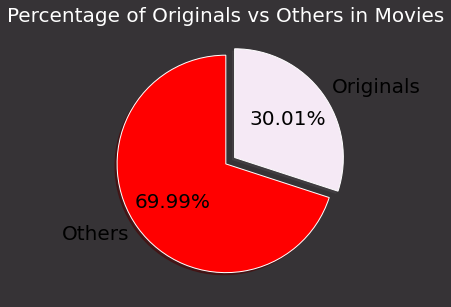 Percentage of Originals vs Others in Movies
Originals
30.01%
69.99%
Others